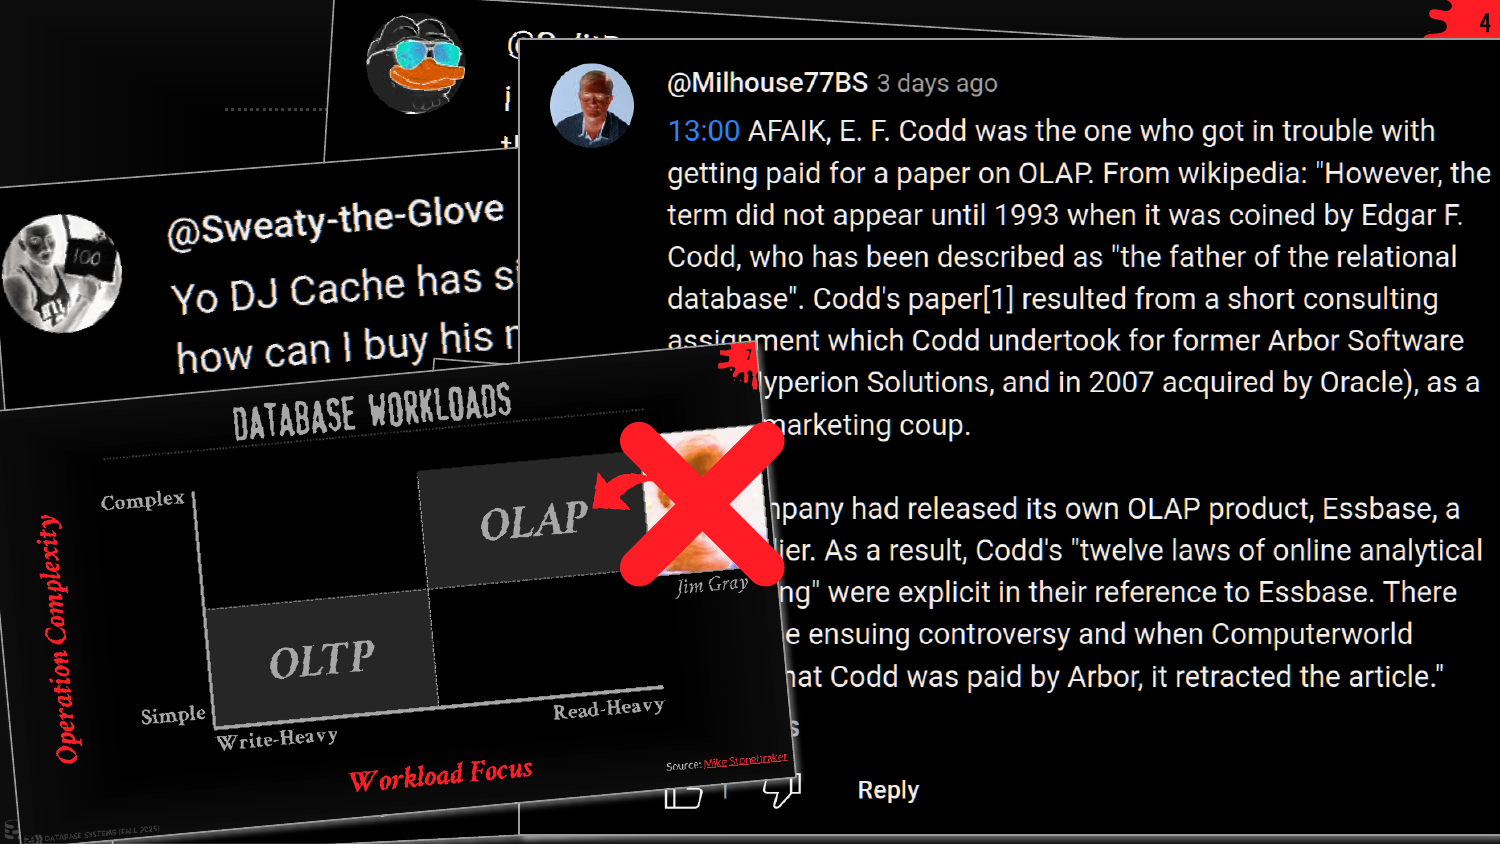 4
@Milhouse77BS 3 days ago
13:00 AFAIK, E. F. Codd was the one who got in trouble with
getting paid for a paper on OLAP. From wikipedia: "However, the
term did not appear until 1993 when it was coined by Edgar F.
Codd, who has been described as "the father of the relational
database". Codd's paper[1] resulted from a short consulting
assignment which Codd undertook for former Arbor Software
Hyperion Solutions, and in 2007 acquired by Oracle), as a
marketing coup.
had released its own OLAP product, Essbase, a
As a result, Codd's "twelve laws of online analytical
were explicit in their reference to Essbase. There
ensuing controversy and when Computerworld
that Codd was paid by Arbor, it retracted the article."
Reply
@Sweaty-the-Glove
100
Yo DJ Cache has
how can I buy his
7
DATABASE WORKLOADS
Operation Complexity
Complex
OLAP
Jim Gray
OLTP
Simple
Write-Heavy
Read-Heavy
Workload Focus
Source: Mike Stonebraker
DATABASE SYSTEMS (FALL 2025)